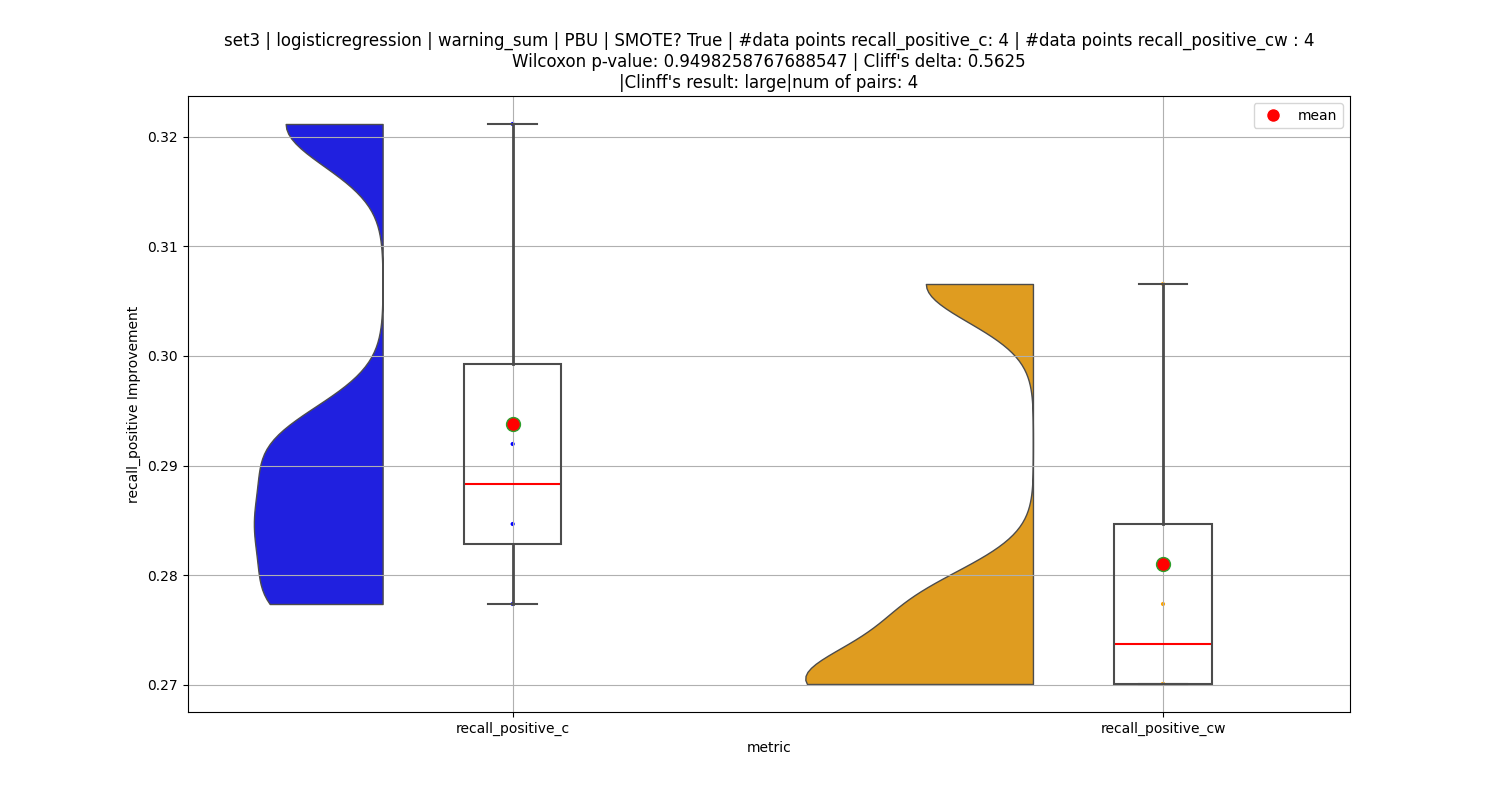 set3 | logisticregression | warning_sum | PBU | SMOTE? True | #data points recall_positive_c: 4 | #data points recall_positive_cw : 4
Wilcoxon p-value: 0.9498258767688547 | Cliff's delta: 0.5625
|Clinff's result: large|num of pairs: 4
mean
0.32
0.31
0.30
0.29
0.28
0.27
recall_positive Improvement
recall_positive_c
recall_positive_cw
metric